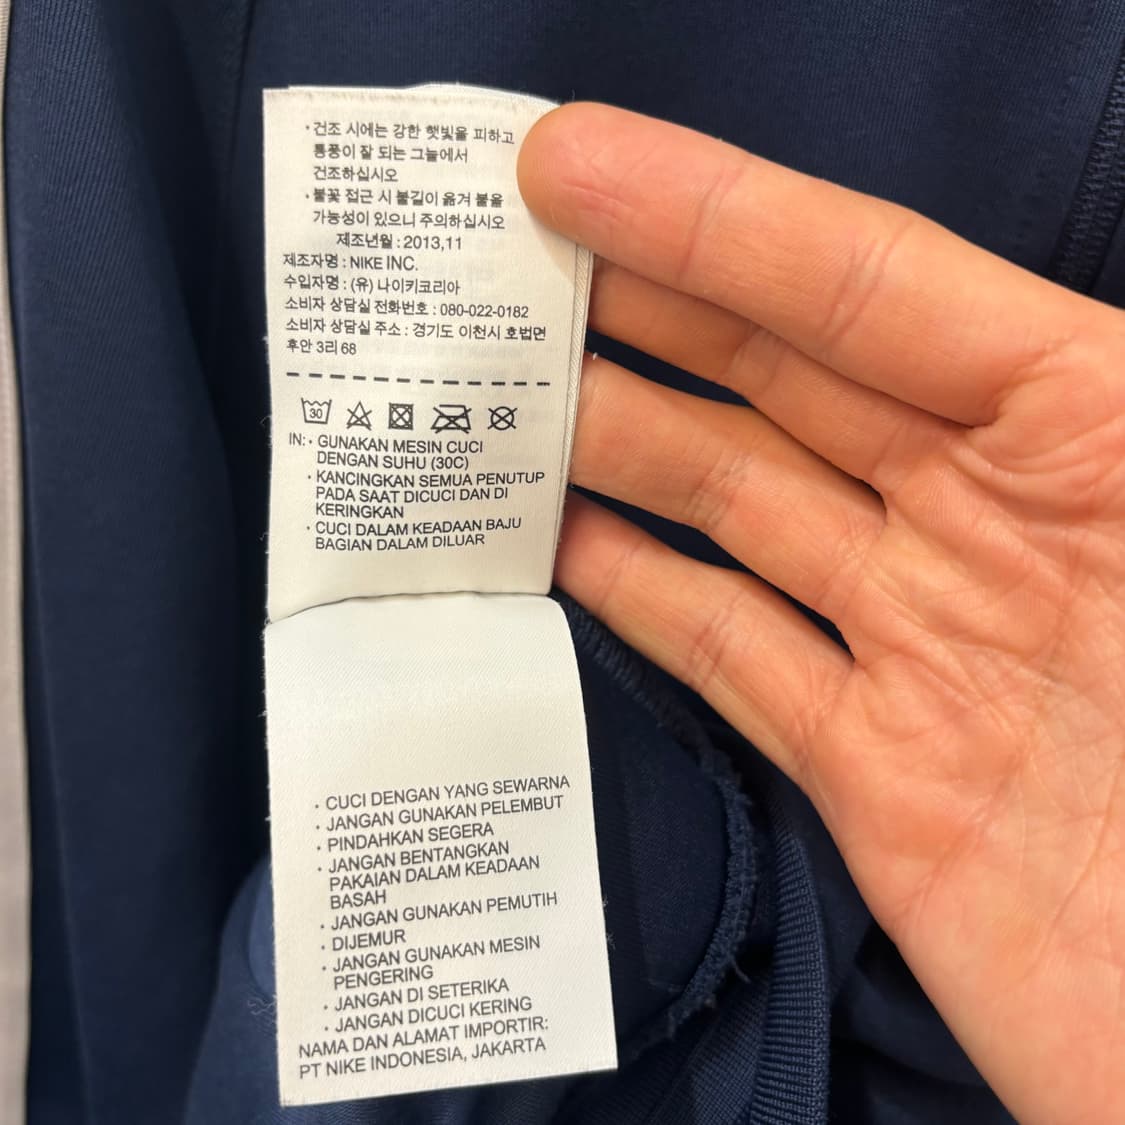 · 건조 시에는 강한 햇빛을 피하고
통풍이 잘 되는 그늘에서
건조하십시오
· 불꽃 접근 시 불길이 옮겨 붙을
가능성이 있으니 주의하십시오
제조년월 : 2013,11
제조자명 : NIKE INC.
수입자명 : (유) 나이키코리아
소비자 상담실 전화번호 : 080-022-0182
소비자 상담실 주소 : 경기도 이천시 호법면
후안 3리 68
30
IN: · GUNAKAN MESIN CUCI
DENGAN SUHU (30C)
· KANCINGKAN SEMUA PENUTUP
PADA SAAT DICUCI DAN DI
KERINGKAN
· CUCI DALAM KEADAAN BAJU
BAGIAN DALAM DILUAR
· CUCI DENGAN YANG SEWARNA
· JANGAN GUNAKAN PELEMBUT
· PINDAHKAN SEGERA
· JANGAN BENTANGKAN
PAKAIAN DALAM KEADAAN
BASAH
· JANGAN GUNAKAN PEMUTIH
· DIJEMUR
· JANGAN GUNAKAN MESIN
PENGERING
· JANGAN DI SETERIKA
· JANGAN DICUCI KERING
NAMA DAN ALAMAT IMPORTIR:
PT NIKE INDONESIA, JAKARTA